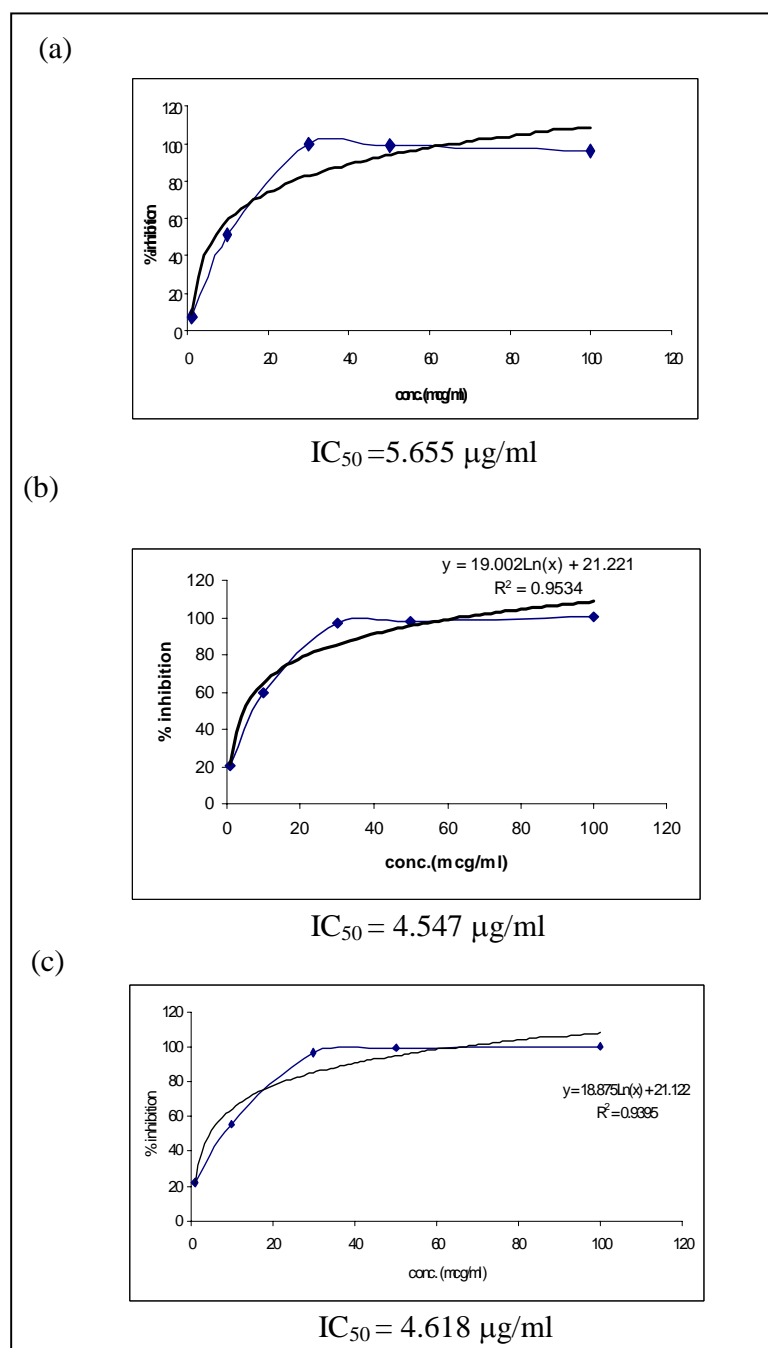 (a)
120
100
80
60
40
20
0
%inhibition
0 20 40 60 80 100 120
conc.(mcg/ml)
IC₅₀ =5.655 µg/ml
(b)
y = 19.002Ln(x) + 21.221
R² = 0.9534
120
100
80
60
40
20
0
% inhibition
0 20 40 60 80 100 120
conc.(mcg/ml)
IC₅₀ = 4.547 µg/ml
(c)
120
100
80
60
40
20
0
% inhibition
y=18.875Ln(x)+21.122
R²=0.9395
0 20 40 60 80 100 120
conc. (mcg/ml)
IC₅₀ = 4.618 µg/ml